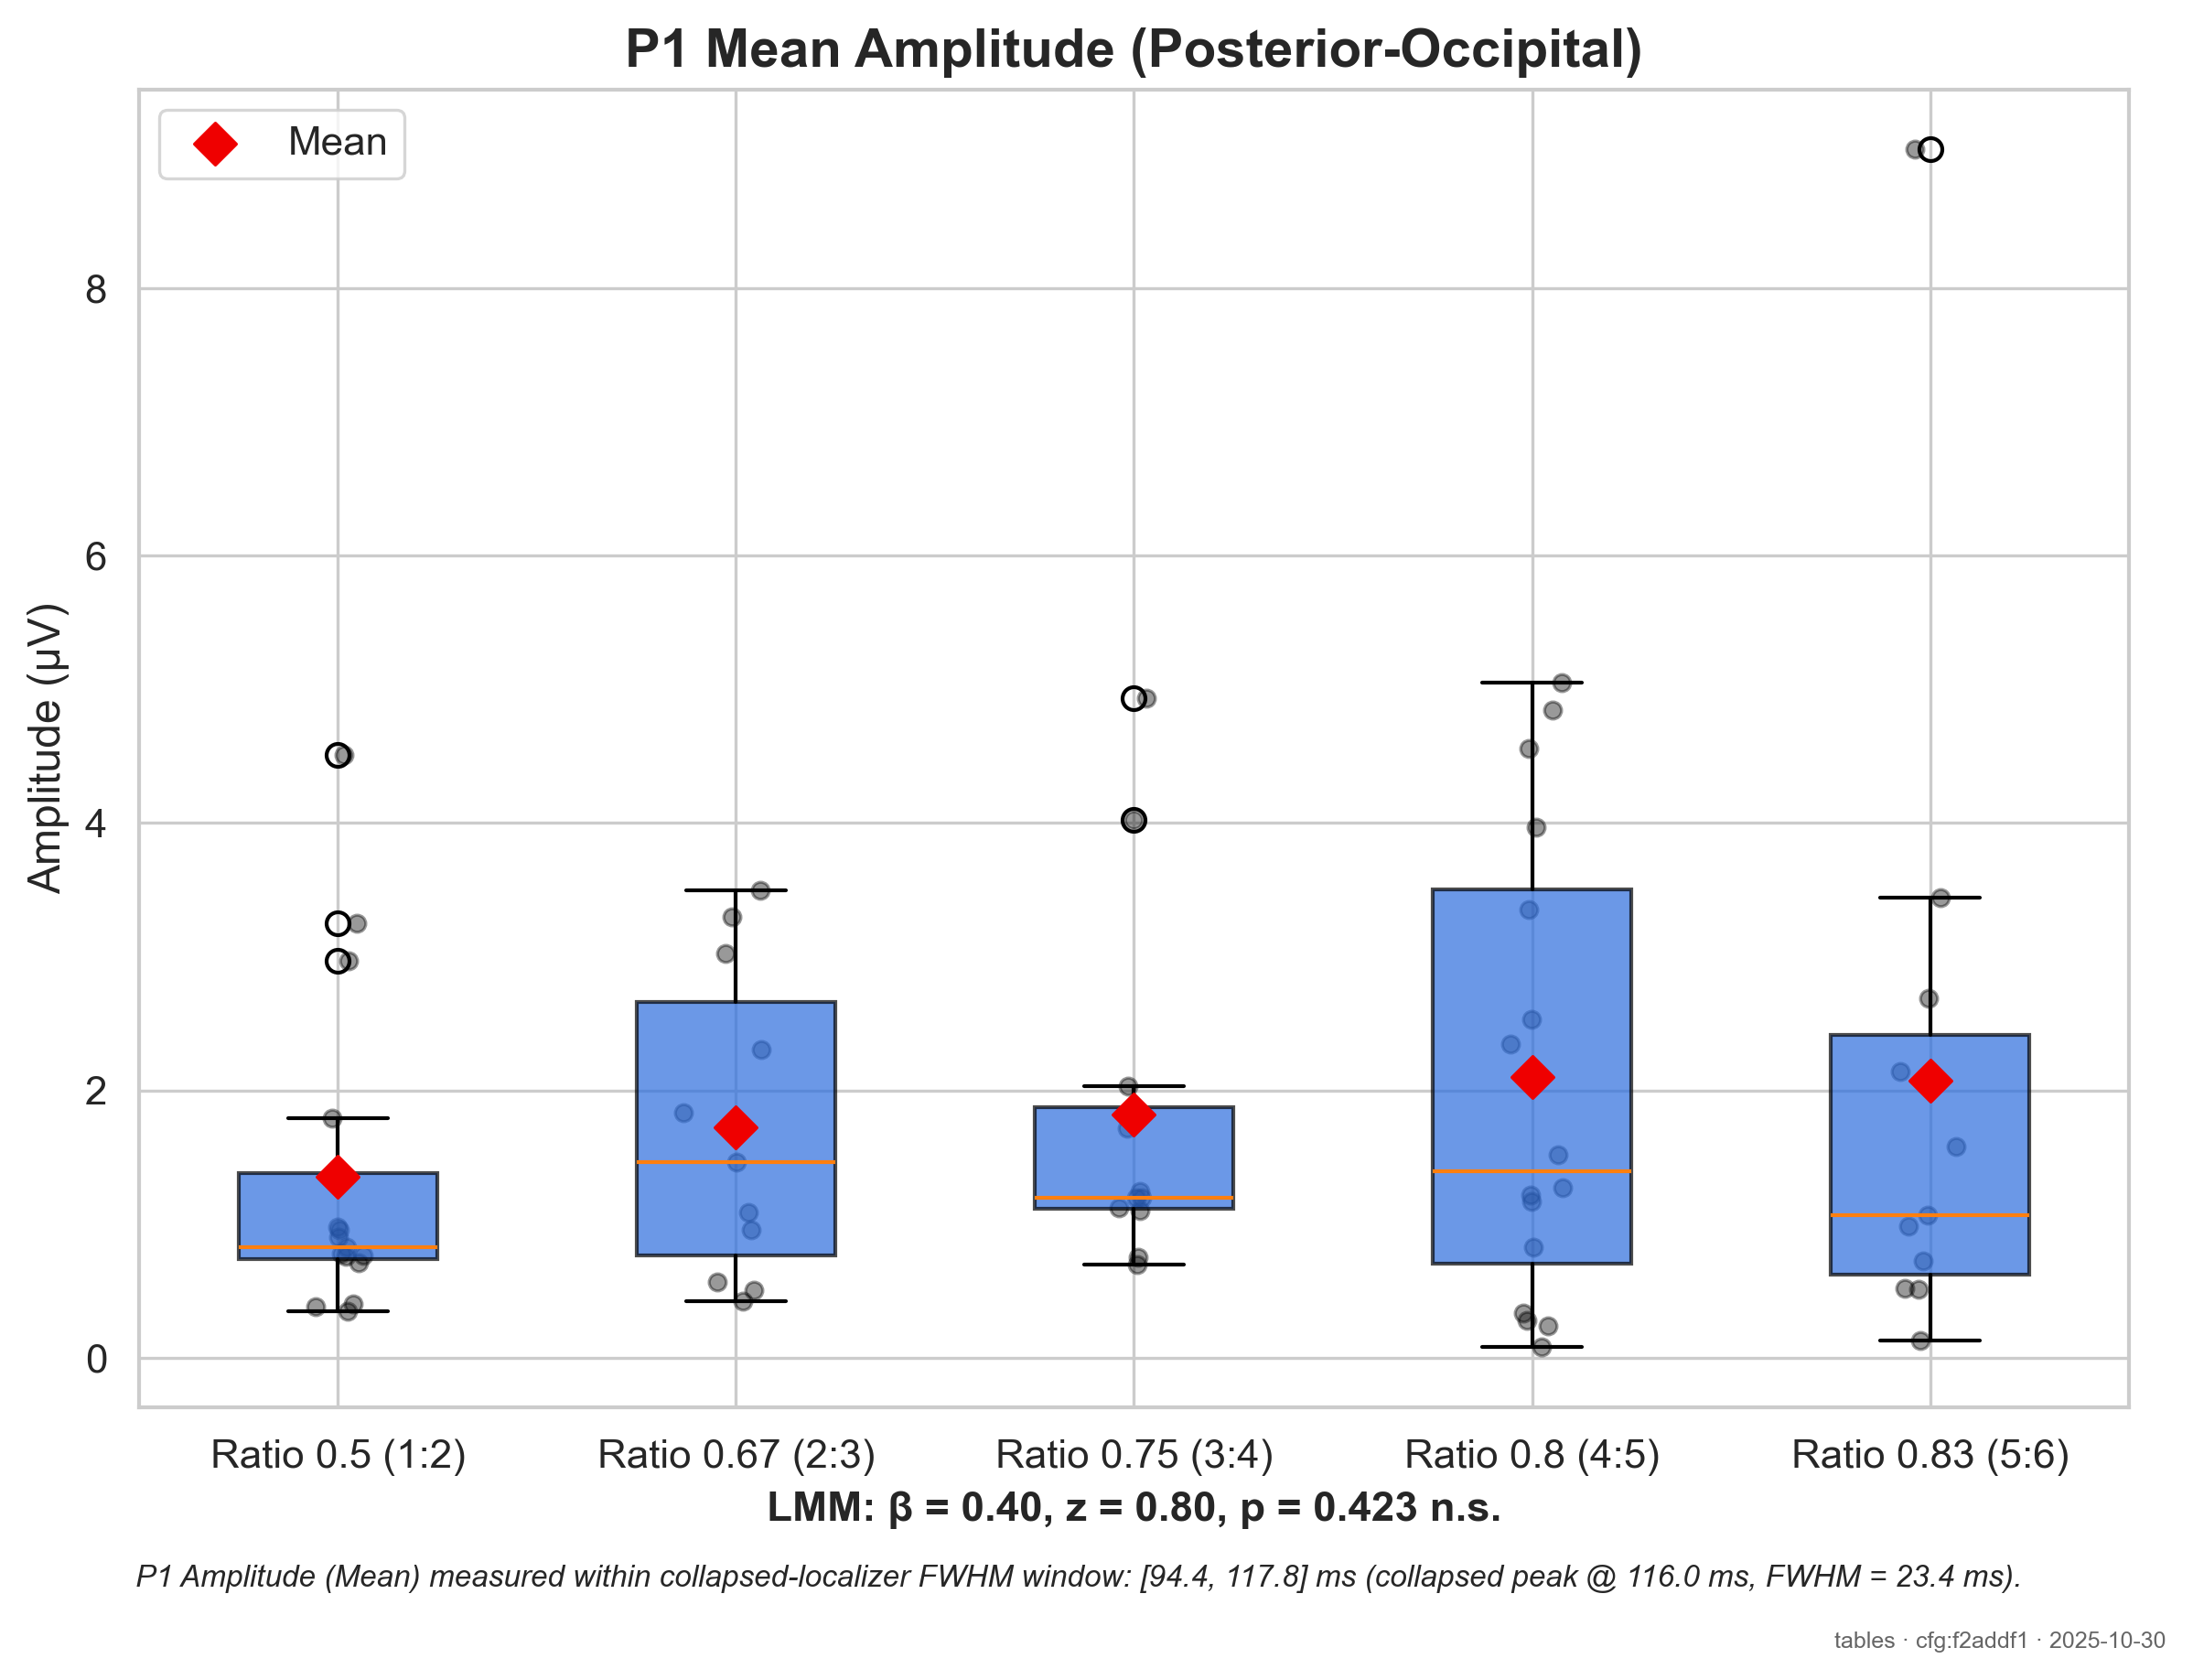 P1 Mean Amplitude (Posterior-Occipital)
Mean
Amplitude (µV)
8
6
4
2
0
Ratio 0.5 (1:2)
Ratio 0.67 (2:3)
Ratio 0.75 (3:4)
Ratio 0.8 (4:5)
Ratio 0.83 (5:6)
LMM: β = 0.40, z = 0.80, p = 0.423 n.s.
P1 Amplitude (Mean) measured within collapsed-localizer FWHM window: [94.4, 117.8] ms (collapsed peak @ 116.0 ms, FWHM = 23.4 ms).
tables · cfg:f2addf1 · 2025-10-30